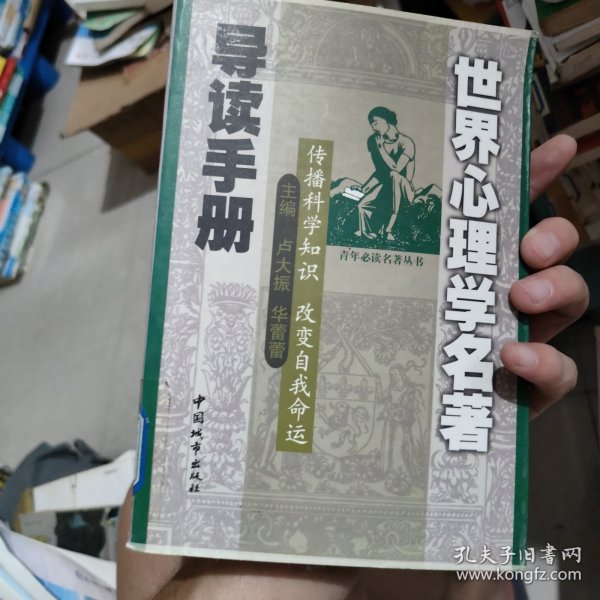 世界心理学名著
导读手册
青年必读名著丛书
传播科学知识 改变自我命运
主编 卢大振 华蕾蕾
中国城市出版社
孔夫子旧书网
www.kongfz.com